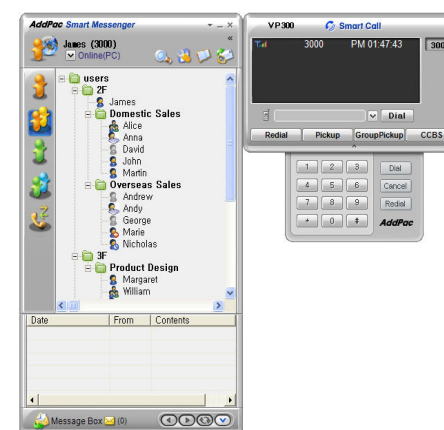 AddPac Smart Messenger
James (3000)
Online(PC)
users
2F
James
Domestic Sales
Alice
Anna
David
John
Martin
Overseas Sales
Andrew
Andy
George
Marie
Nicholas
3F
Product Design
Margaret
William
Date From Contents
Message Box (0)
VP300 Smart Call
3000 PM 01:47:43
300
Dial
Redial Pickup GroupPickup CCBS
1 2 3 Dial
4 5 6 Cancel
7 8 9 Redial
* 0 # AddPac